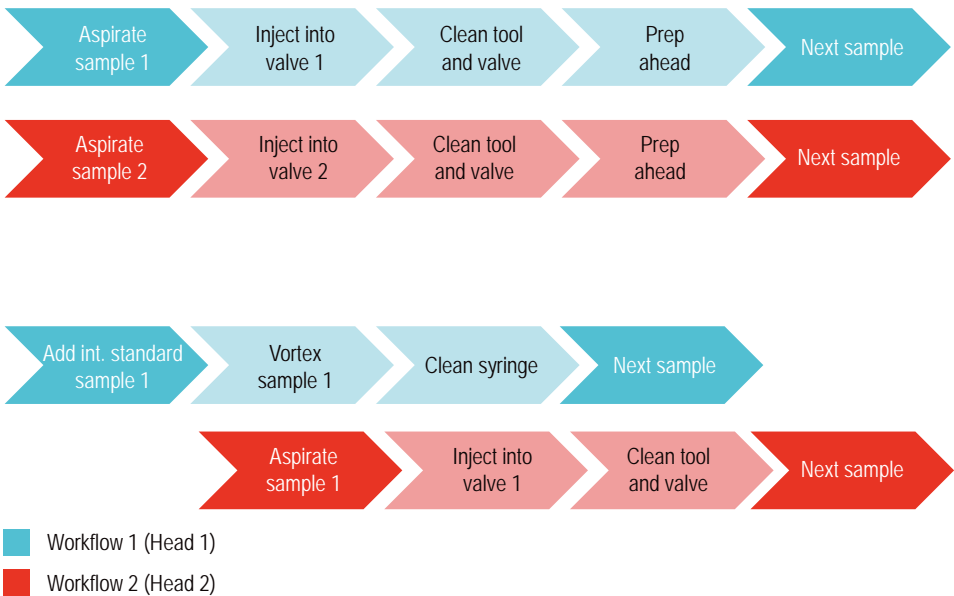 Aspirate
sample 1
Inject into
valve 1
Clean tool
and valve
Prep
ahead
Next sample
Aspirate
sample 2
Inject into
valve 2
Clean tool
and valve
Prep
ahead
Next sample
Add int. standard
sample 1
Vortex
sample 1
Clean syringe
Next sample
Aspirate
sample 1
Inject into
valve 1
Clean tool
and valve
Next sample
Workflow 1 (Head 1)
Workflow 2 (Head 2)